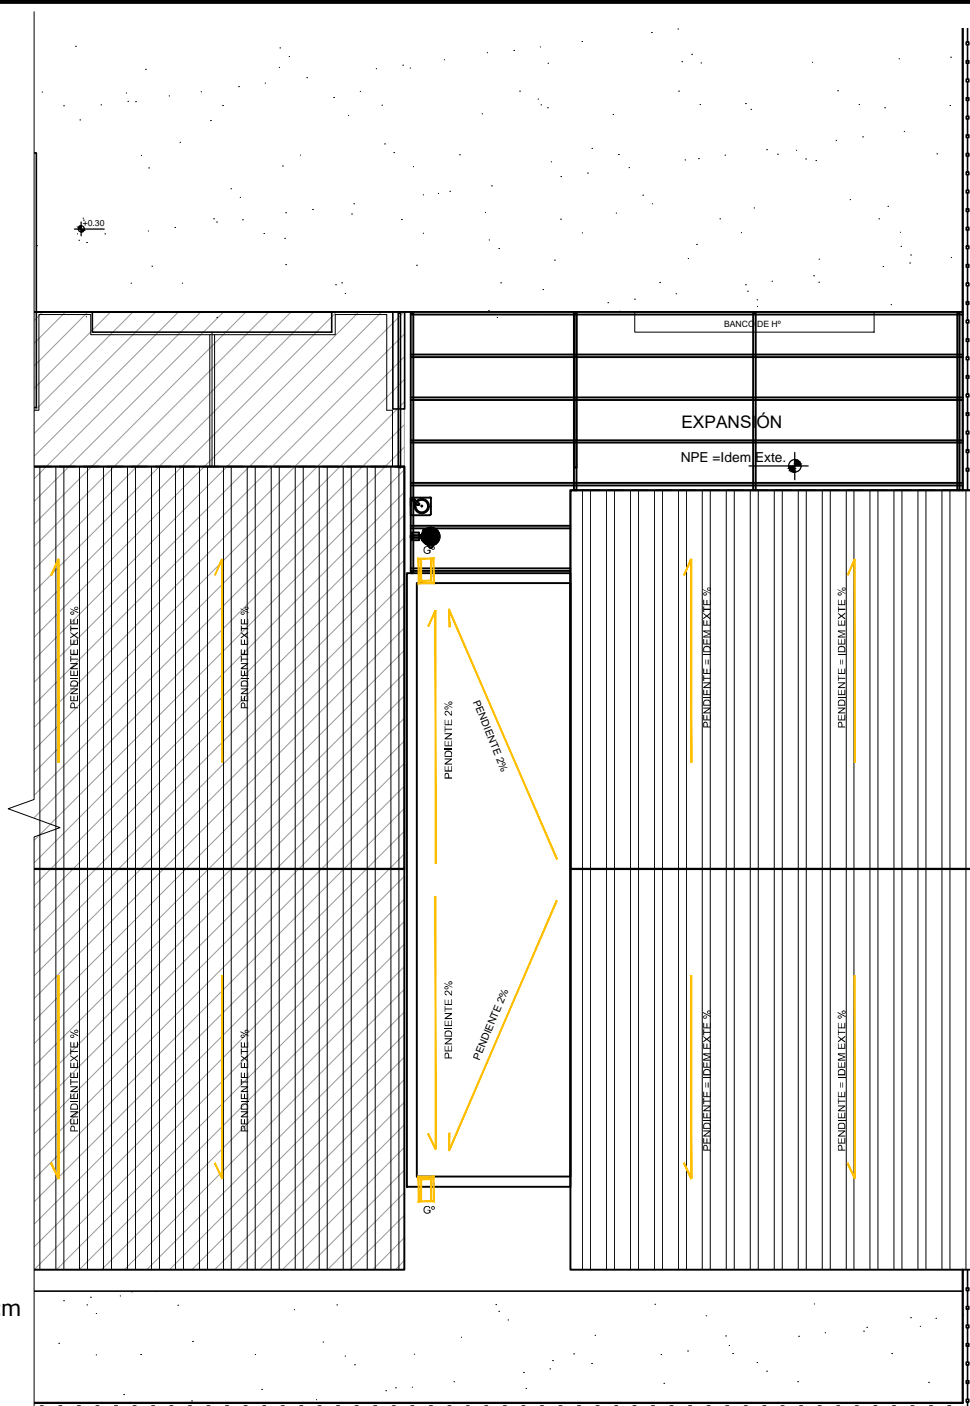 +0.30
BANCO DE Hº
EXPANSIÓN
NPE =Idem Exte.
Gº
PENDIENTE EXTE %
PENDIENTE EXTE %
PENDIENTE 2%
PENDIENTE 2%
PENDIENTE = IDEM EXTE %
PENDIENTE = IDEM EXTE %
PENDIENTE EXTE %
PENDIENTE EXTE %
PENDIENTE 2%
PENDIENTE 2%
PENDIENTE = IDEM EXTE %
PENDIENTE = IDEM EXTE %
Gº
m